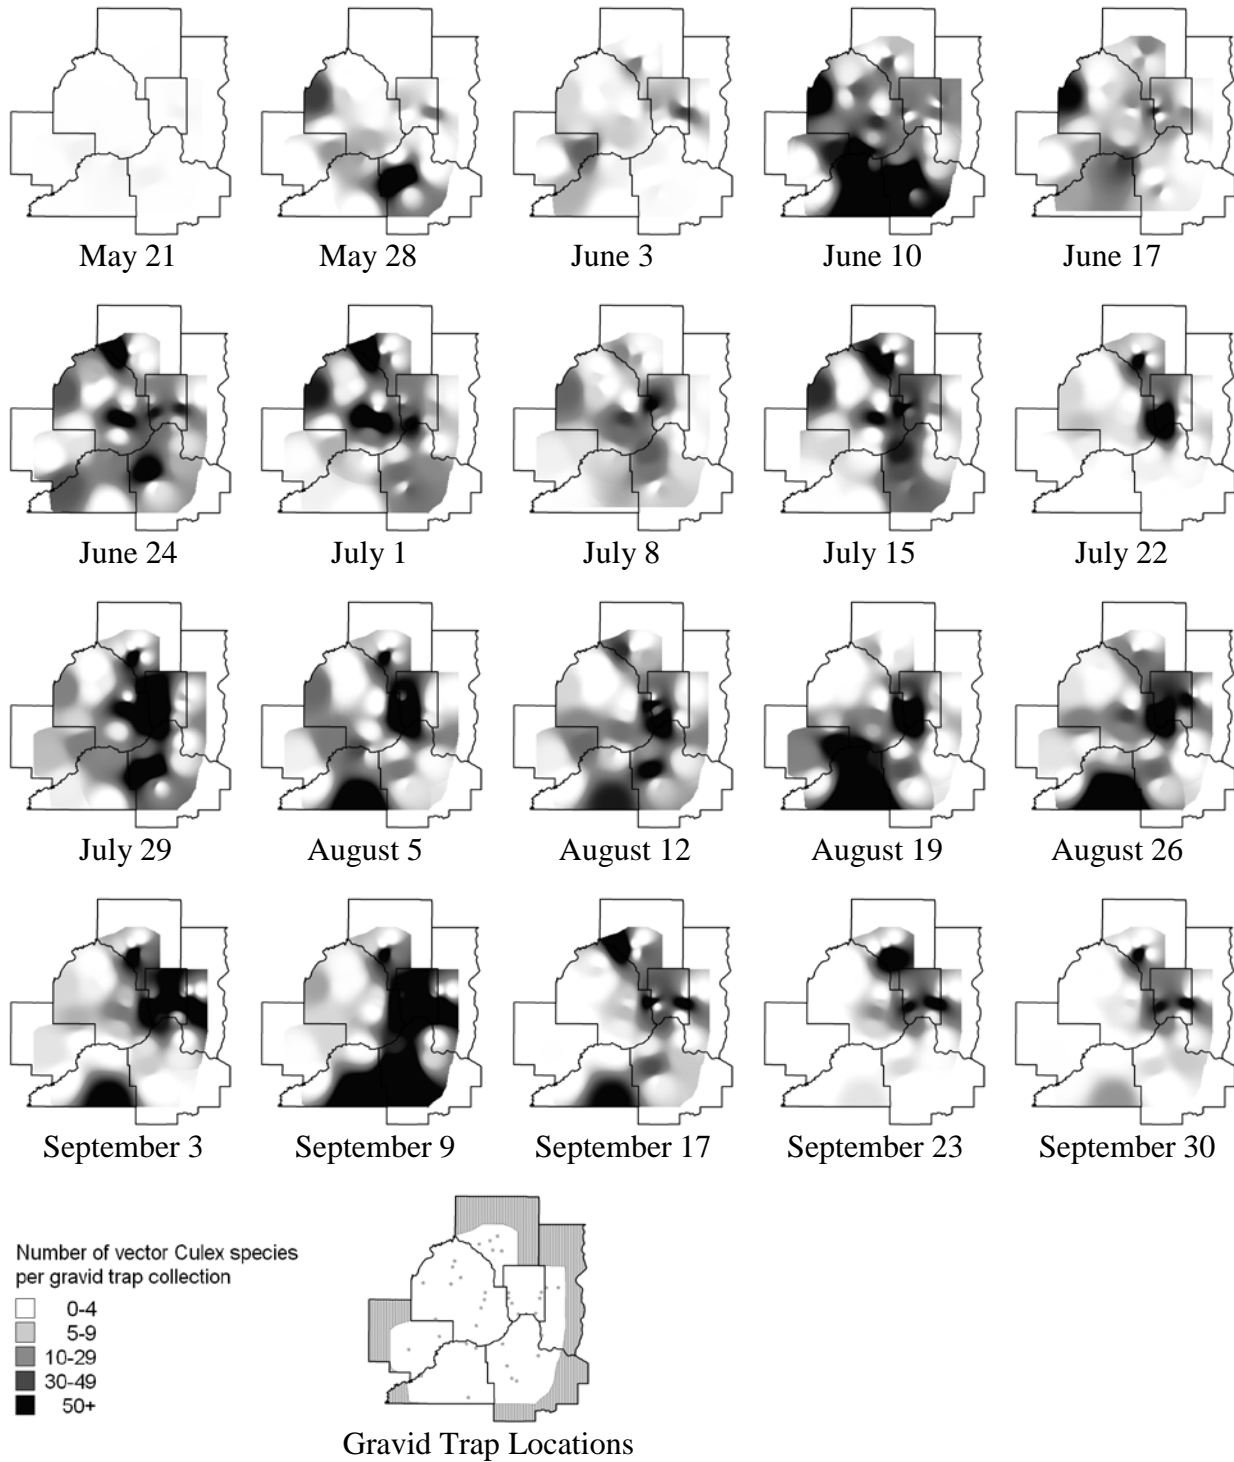 May 21
May 28
June 3
June 10
June 17
June 24
July 1
July 8
July 15
July 22
July 29
August 5
August 12
August 19
August 26
September 3
September 9
September 17
September 23
September 30
Number of vector Culex species
per gravid trap collection
0-4
5-9
10-29
30-49
50+
Gravid Trap Locations